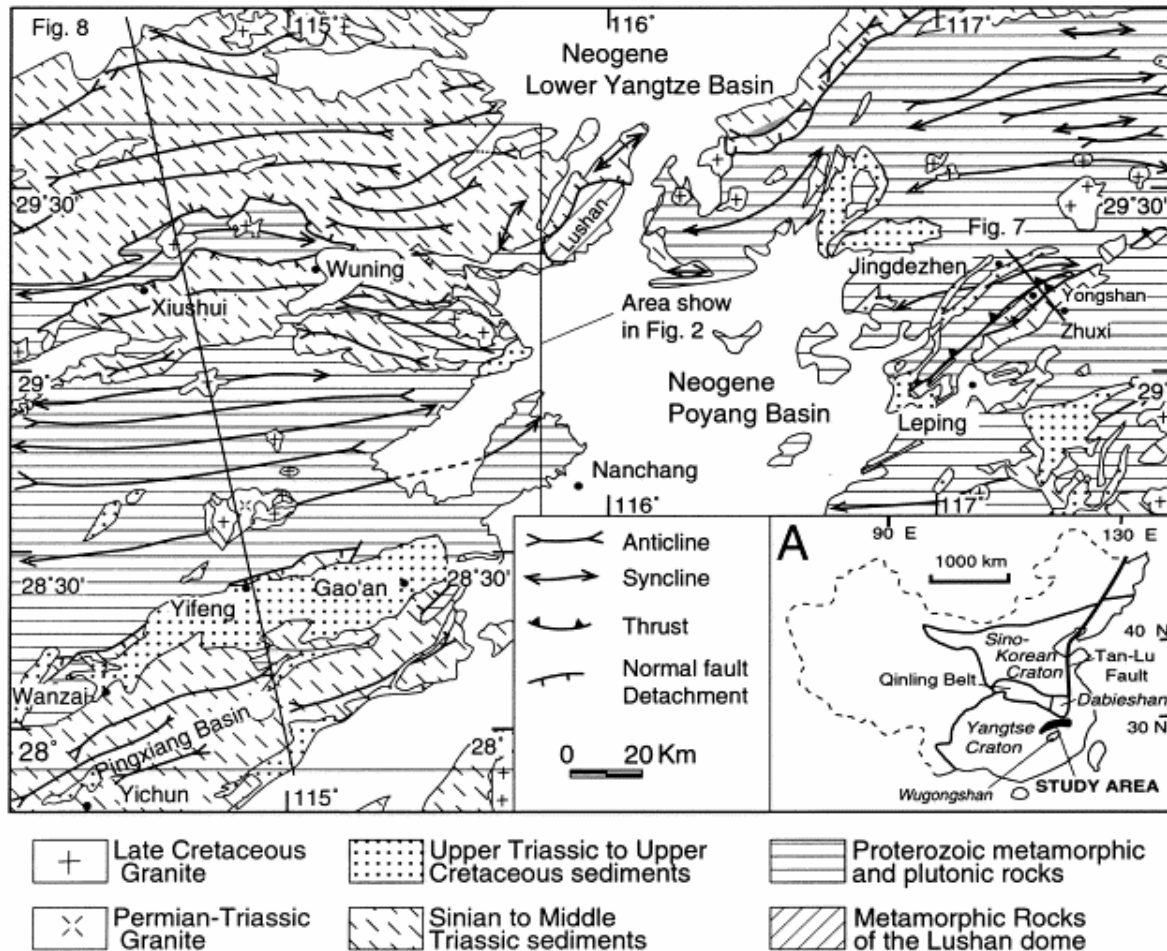 Fig. 8
115°
116°
117°
Neogene
Lower Yangtze Basin
29°30'
29°30'
Lushan
Fig. 7
Wuning
Jingdezhen
Xiushui
Area show
in Fig. 2
Yongshan
Zhuxi
29°
29°
Neogene
Poyang Basin
Leping
Nanchang
116°
117°
28°30'
28°30'
Gao'an
Yifeng
Wanzai
28°
28°
Pingxiang Basin
Yichun
115°
Anticline
Syncline
Thrust
Normal fault
Detachment
0 20 Km
A
90 E
130 E
1000 km
Sino-
Korean
Craton
40 N
Tan-Lu
Fault
Qinling Belt
Dabieshan
Yangtse
Craton
30 N
Wugongshan
STUDY AREA
Late Cretaceous
Granite
Upper Triassic to Upper
Cretaceous sediments
Proterozoic metamorphic
and plutonic rocks
Permian-Triassic
Granite
Sinian to Middle
Triassic sediments
Metamorphic Rocks
of the Lushan dome